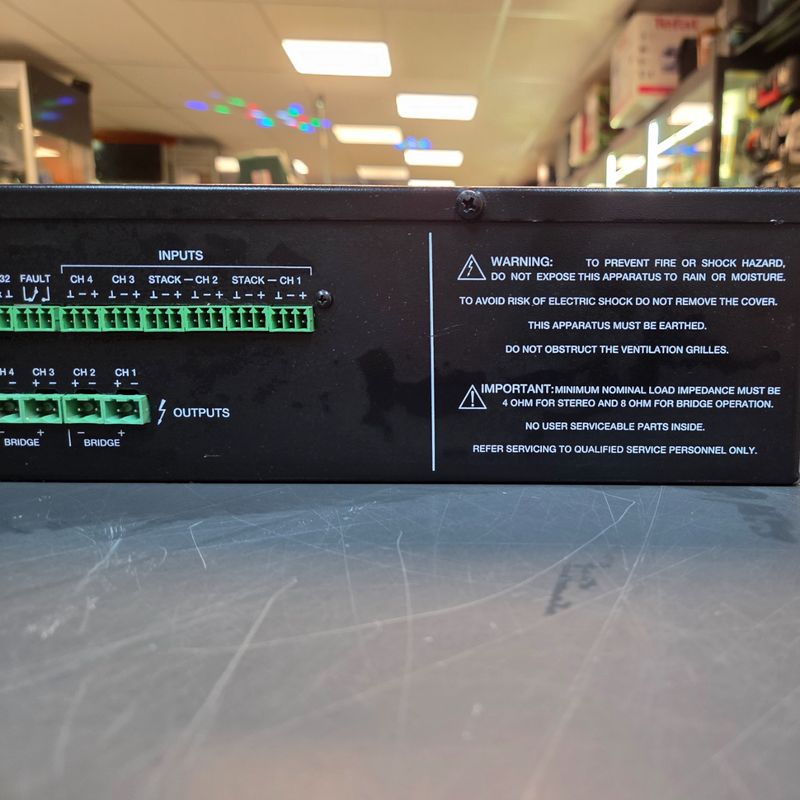 INPUTS
32 FAULT CH 4 CH 3 STACK — CH 2 STACK — CH 1
⊥ - + ⊥ - + ⊥ - + ⊥ - + ⊥ - + ⊥ - +
H 4 CH 3 CH 2 CH 1
- + - + - + -
OUTPUTS
- + - +
BRIDGE BRIDGE
WARNING: TO PREVENT FIRE OR SHOCK HAZARD,
DO NOT EXPOSE THIS APPARATUS TO RAIN OR MOISTURE.
TO AVOID RISK OF ELECTRIC SHOCK DO NOT REMOVE THE COVER.
THIS APPARATUS MUST BE EARTHED.
DO NOT OBSTRUCT THE VENTILATION GRILLES.
IMPORTANT: MINIMUM NOMINAL LOAD IMPEDANCE MUST BE
4 OHM FOR STEREO AND 8 OHM FOR BRIDGE OPERATION.
NO USER SERVICEABLE PARTS INSIDE.
REFER SERVICING TO QUALIFIED SERVICE PERSONNEL ONLY.